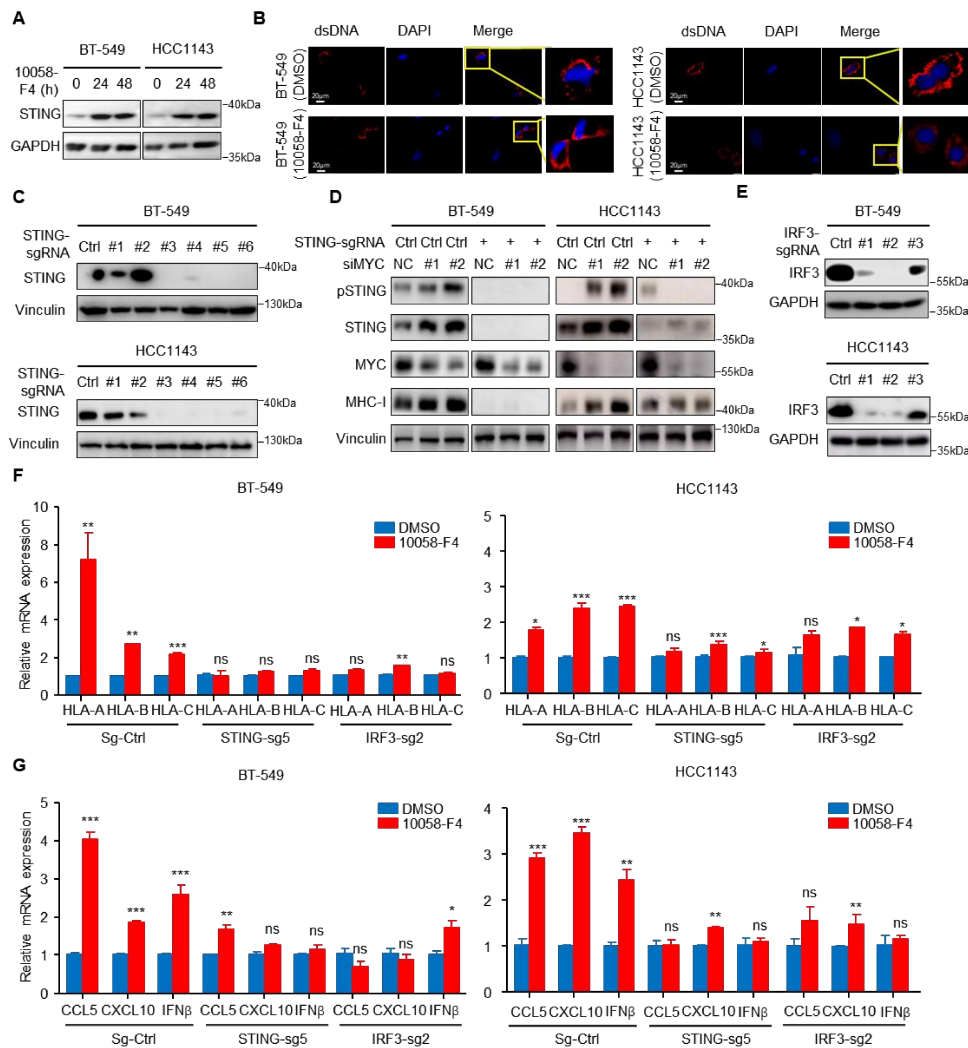 A
BT-549 HCC1143
10058-
F4 (h)
0 24 48 0 24 48
STING
GAPDH
40kDa
35kDa
B
dsDNA DAPI Merge
BT-549
(DMSO)
20μm
BT-549
(10058-F4)
20μm
dsDNA DAPI Merge
HCC1143
(DMSO)
20μm
HCC1143
(10058-F4)
20μm
C
BT-549
STING-
sgRNA
Ctrl #1 #2 #3 #4 #5 #6
STING
40kDa
Vinculin
130kDa
HCC1143
STING-
sgRNA
Ctrl #1 #2 #3 #4 #5 #6
STING
40kDa
Vinculin
130kDa
D
BT-549 HCC1143
STING-sgRNA Ctrl Ctrl Ctrl + + + Ctrl Ctrl Ctrl + + +
siMYC NC #1 #2 NC #1 #2 NC #1 #2 NC #1 #2
pSTING 40kDa
STING 35kDa
MYC 55kDa
MHC-I 40kDa
Vinculin 130kDa
E
BT-549
IRF3-
sgRNA
Ctrl #1 #2 #3
IRF3
55kDa
GAPDH
35kDa
HCC1143
Ctrl #1 #2 #3
IRF3
55kDa
GAPDH
35kDa
F
BT-549
Relative mRNA expression
10
8
6
4
2
0
DMSO
10058-F4
** ** *** ns ns ns ns ** ns
HLA-A HLA-B HLA-C HLA-A HLA-B HLA-C HLA-A HLA-B HLA-C
Sg-Ctrl STING-sg5 IRF3-sg2
HCC1143
5
4
3
2
1
0
DMSO
10058-F4
* *** *** ns *** * ns * *
HLA-A HLA-B HLA-C HLA-A HLA-B HLA-C HLA-A HLA-B HLA-C
Sg-Ctrl STING-sg5 IRF3-sg2
G
BT-549
Relative mRNA expression
5
4
3
2
1
0
DMSO
10058-F4
*** *** *** ** ns ns ns ns *
CCL5 CXCL10 IFNβ CCL5 CXCL10 IFNβ CCL5 CXCL10 IFNβ
Sg-Ctrl STING-sg5 IRF3-sg2
HCC1143
4
3
2
1
0
DMSO
10058-F4
*** *** ** ns ** ns ns ** ns
CCL5 CXCL10 IFNβ CCL5 CXCL10 IFNβ CCL5 CXCL10 IFNβ
Sg-Ctrl STING-sg5 IRF3-sg2